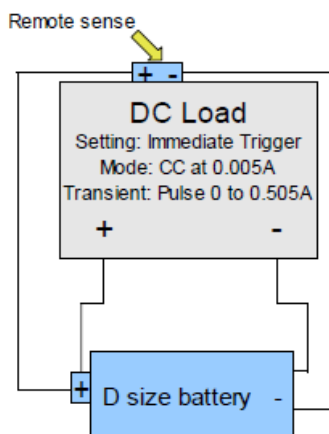 Remote sense
+ -
DC Load
Setting: Immediate Trigger
Mode: CC at 0.005A
Transient: Pulse 0 to 0.505A
+ -
+ D size battery -